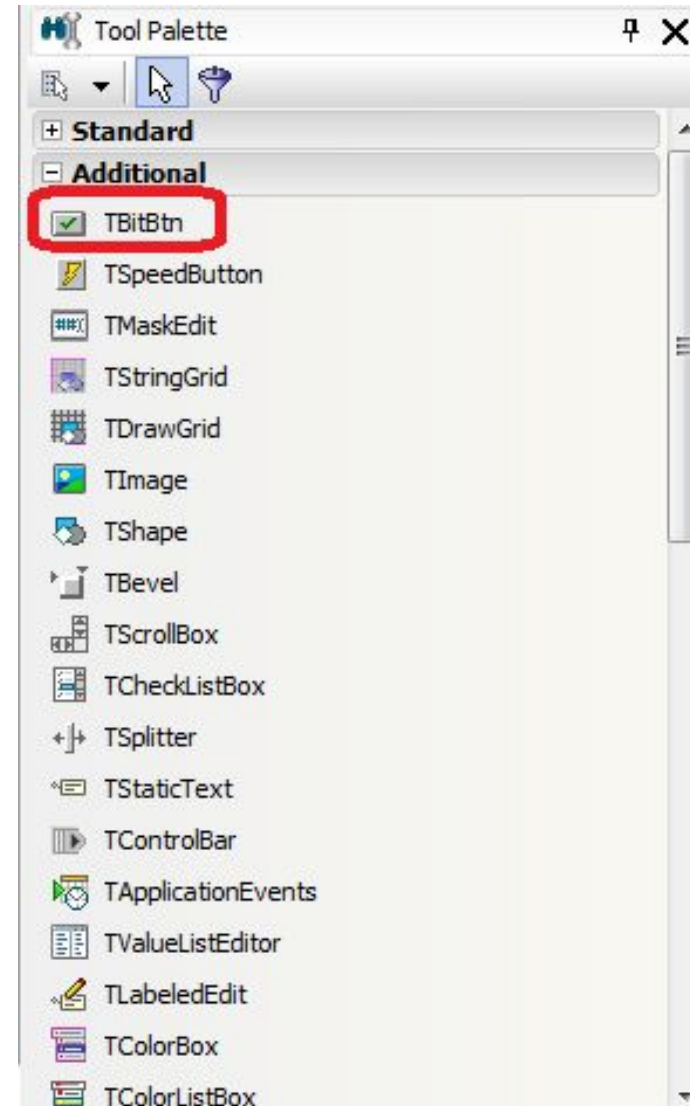 Tool Palette
Standard
Additional
TBitBtn
TSpeedButton
TMaskEdit
TStringGrid
TDrawGrid
TImage
TShape
TBevel
TScrollBox
TCheckListBox
TSplitter
TStaticText
TControlBar
TApplicationEvents
TValueListEditor
TLabeledEdit
TColorBox
TColorListBox